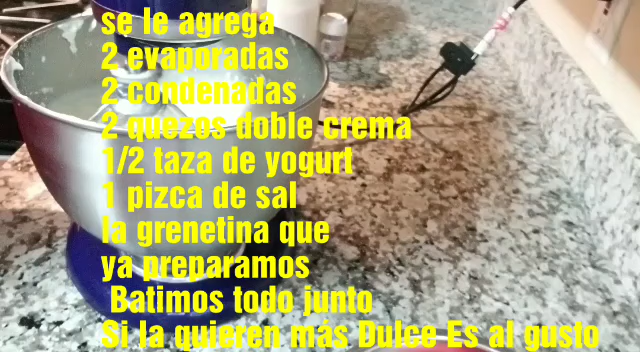 se le agrega
2 evaporadas
2 condenadas
2 quezos doble crema
1/2 taza de yogurt
1 pizca de sal
la grenetina que
ya preparamos
Batimos todo junto
Si la quieren más Dulce Es al gusto